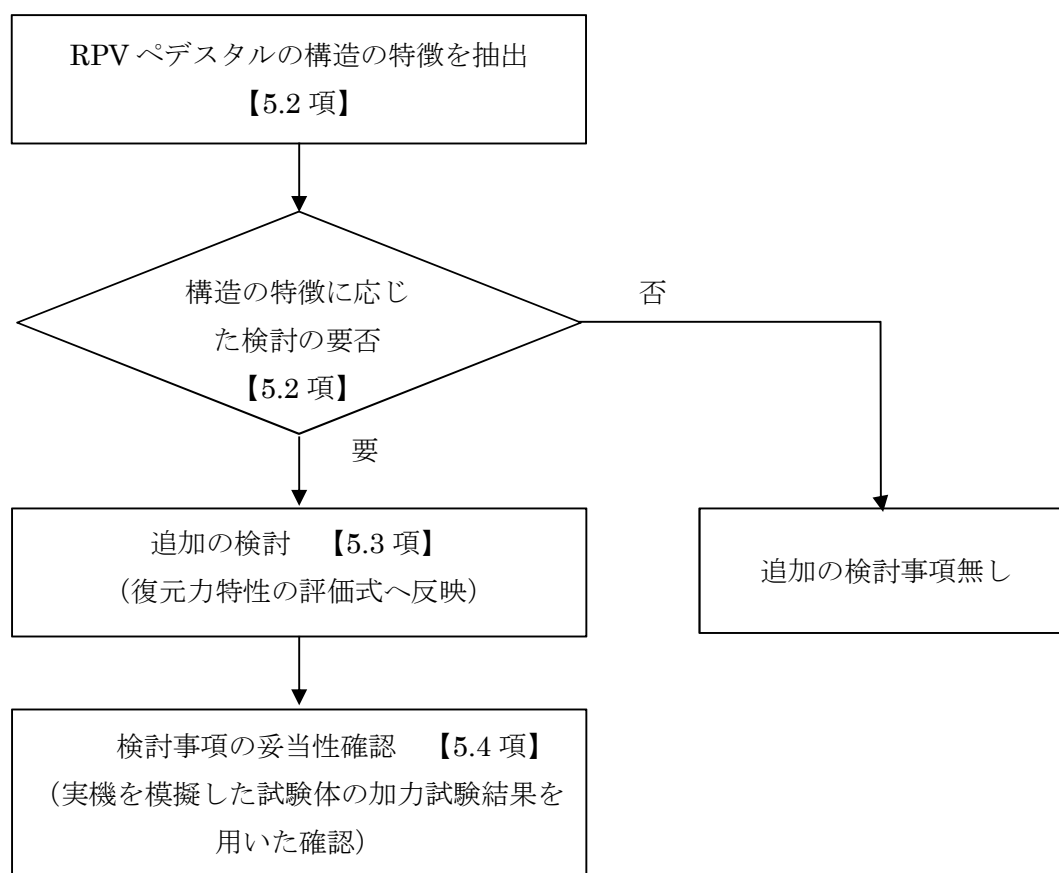 RPV ペデスタルの構造の特徴を抽出
【5.2 項】
構造の特徴に応じ
た検討の要否
【5.2 項】
否
要
追加の検討 【5.3 項】
（復元力特性の評価式へ反映）
追加の検討事項無し
検討事項の妥当性確認 【5.4 項】
（実機を模擬した試験体の加力試験結果を
用いた確認）